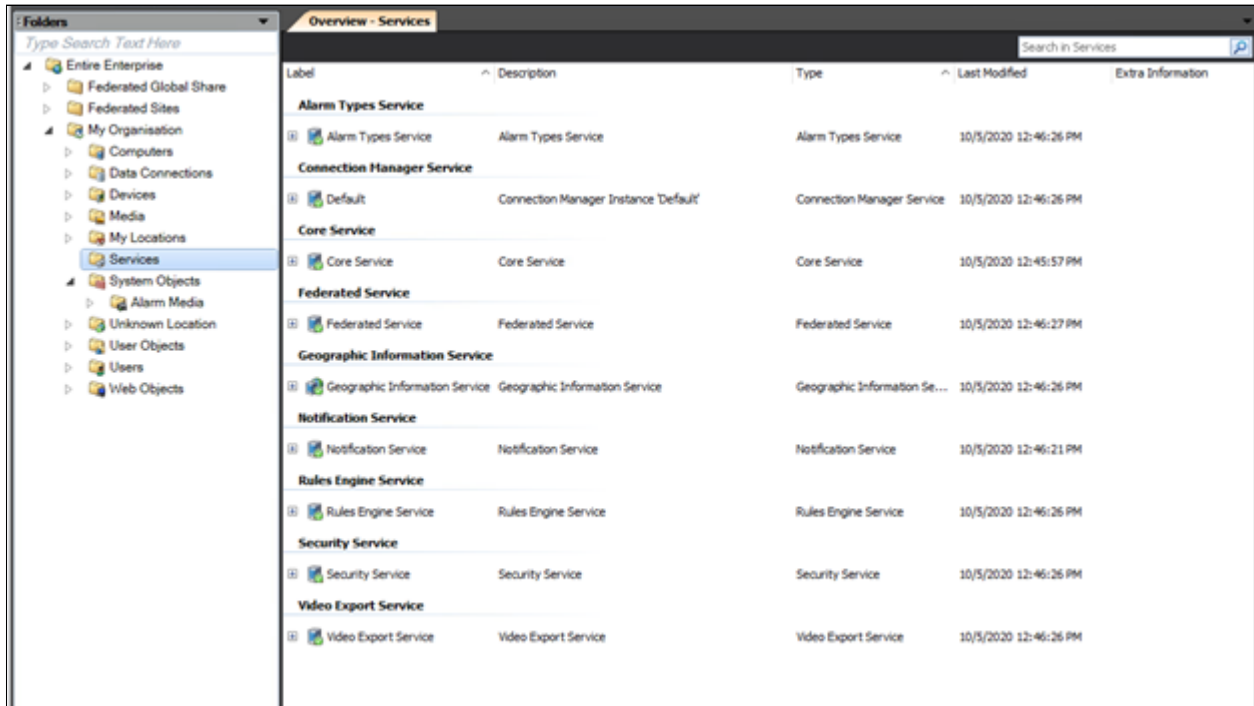 Folders
Type Search Text Here
Entire Enterprise
Federated Global Share
Federated Sites
My Organisation
Computers
Data Connections
Devices
Media
My Locations
Services
System Objects
Alarm Media
Unknown Location
User Objects
Users
Web Objects
Overview - Services
Search in Services
Label Description Type Last Modified Extra Information
Alarm Types Service
Alarm Types Service Alarm Types Service Alarm Types Service 10/5/2020 12:46:26 PM
Connection Manager Service
Default Connection Manager Instance 'Default' Connection Manager Service 10/5/2020 12:46:26 PM
Core Service
Core Service Core Service Core Service 10/5/2020 12:45:57 PM
Federated Service
Federated Service Federated Service Federated Service 10/5/2020 12:46:27 PM
Geographic Information Service
Geographic Information Service Geographic Information Service Geographic Information Se... 10/5/2020 12:46:26 PM
Notification Service
Notification Service Notification Service Notification Service 10/5/2020 12:46:21 PM
Rules Engine Service
Rules Engine Service Rules Engine Service Rules Engine Service 10/5/2020 12:46:26 PM
Security Service
Security Service Security Service Security Service 10/5/2020 12:46:26 PM
Video Export Service
Video Export Service Video Export Service Video Export Service 10/5/2020 12:46:26 PM